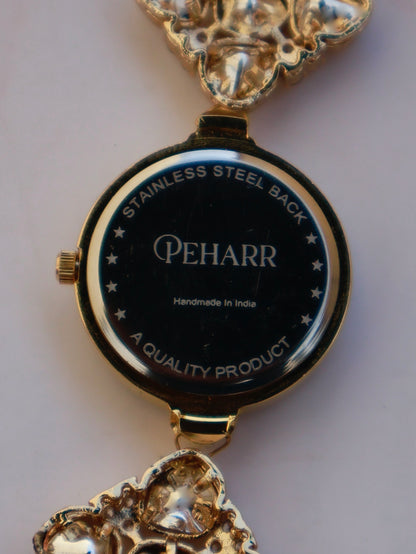 STAINLESS STEEL BACK
PEHARR
Handmade In India
A QUALITY PRODUCT